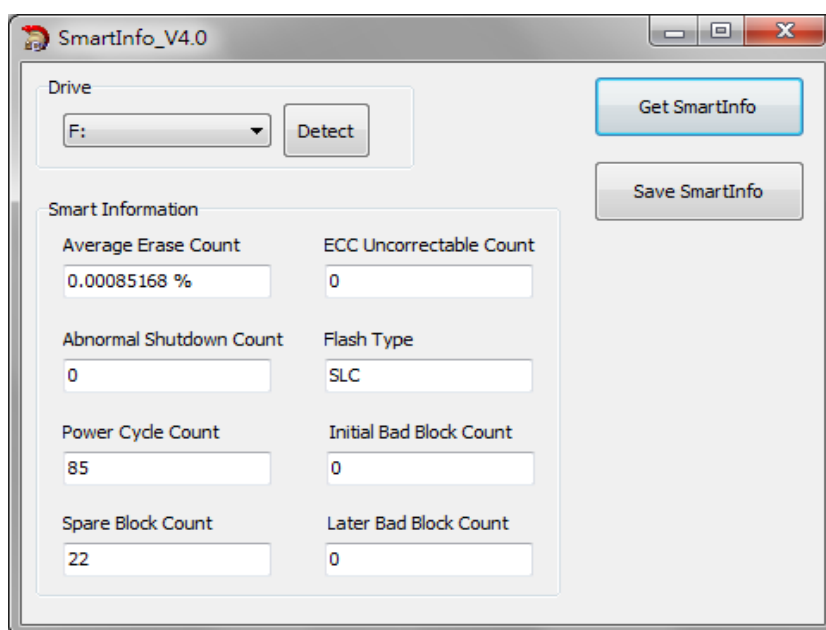 SmartInfo_V4.0
Drive
F:
Detect
Get SmartInfo
Save SmartInfo
Smart Information
Average Erase Count
0.00085168 %
ECC Uncorrectable Count
0
Abnormal Shutdown Count
0
Flash Type
SLC
Power Cycle Count
85
Initial Bad Block Count
0
Spare Block Count
22
Later Bad Block Count
0